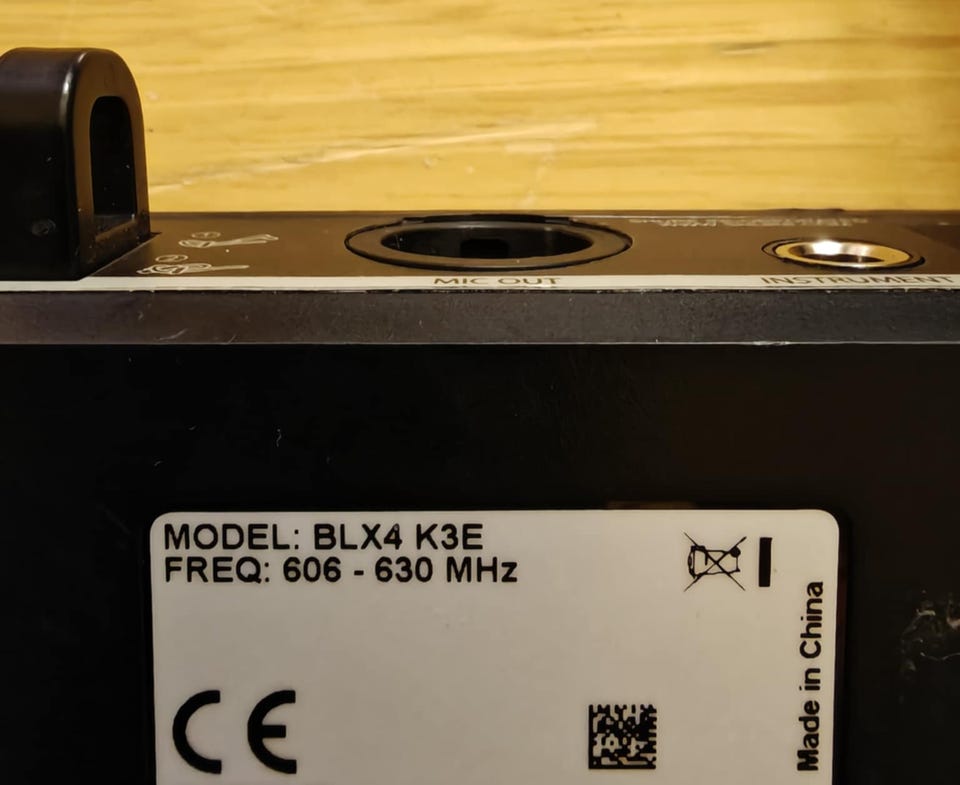 MIC OUT
INSTRUMENT
MODEL: BLX4 K3E
FREQ: 606 - 630 MHz
Made in China
CE